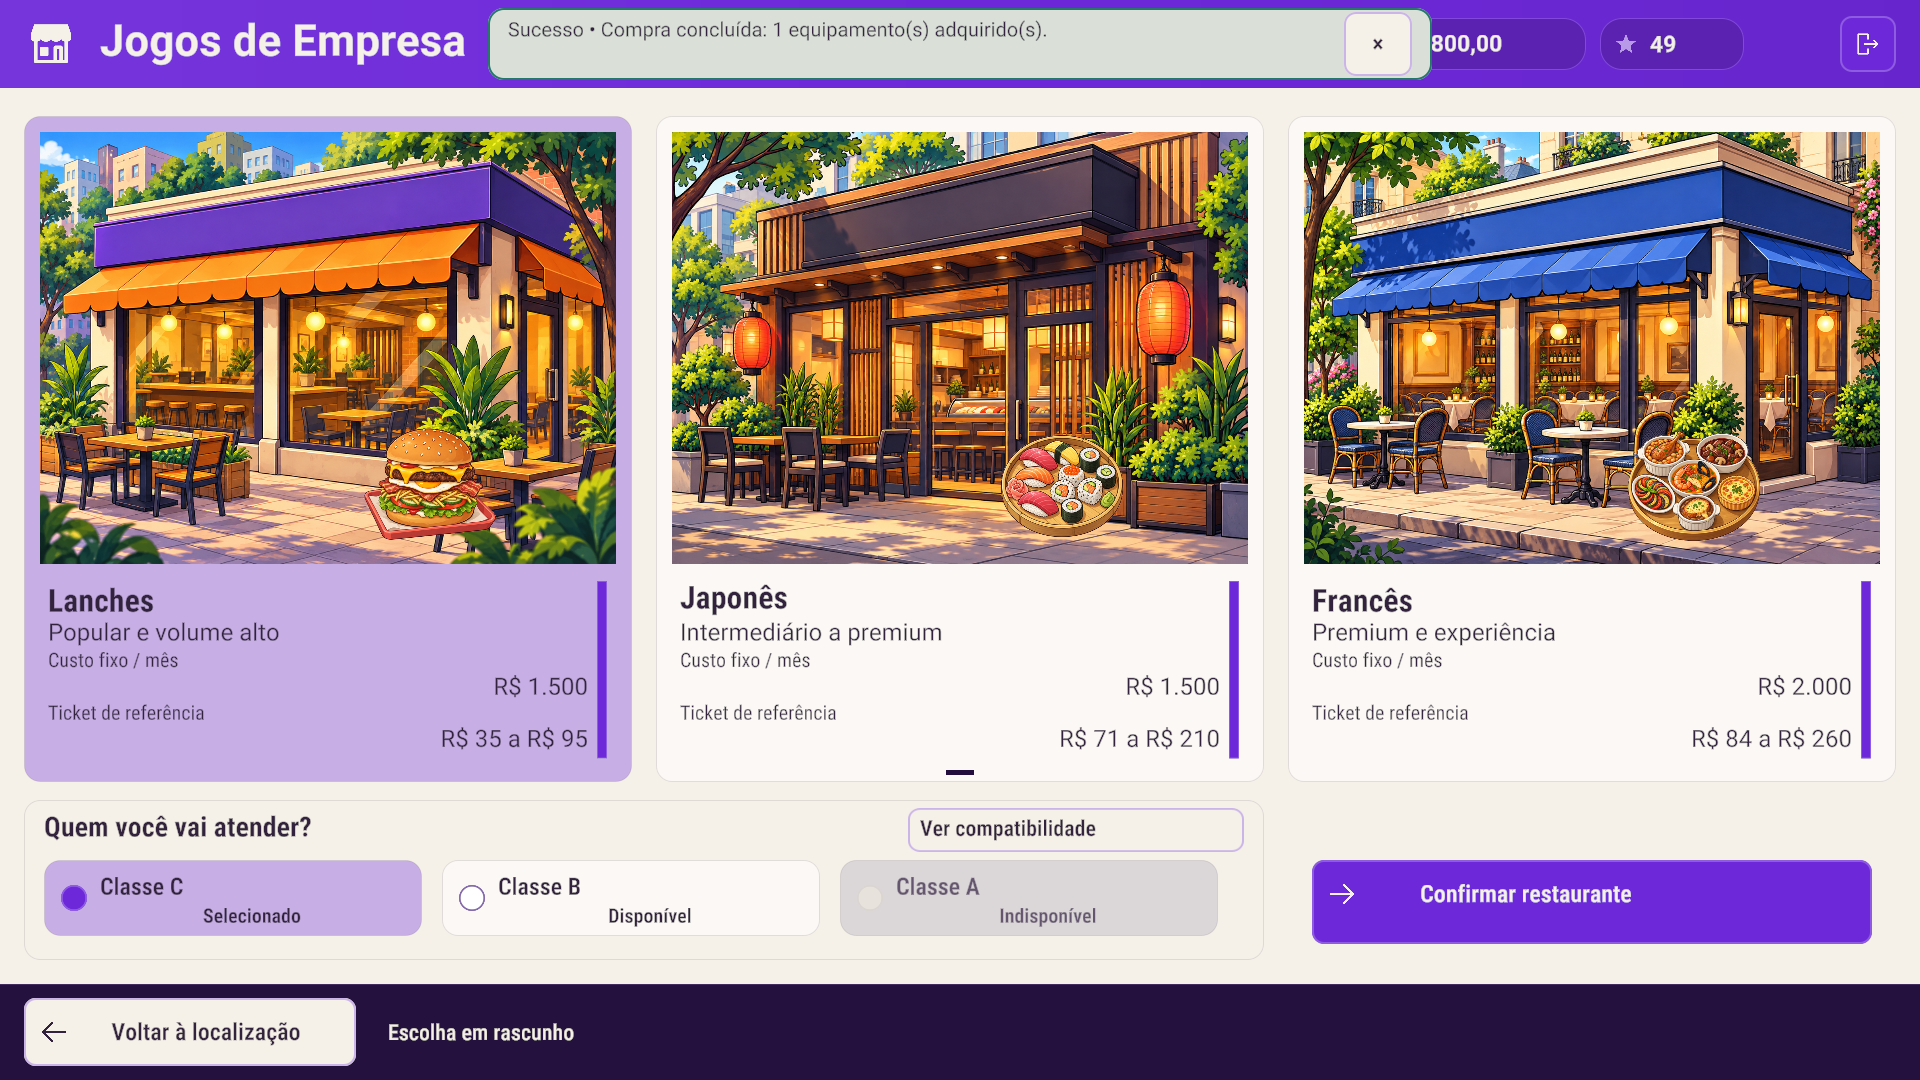 Jogos de Empresa
Sucesso • Compra concluída: 1 equipamento(s) adquirido(s).
×
800,00
49
Lanches
Popular e volume alto
Custo fixo / mês
R$ 1.500
Ticket de referência
R$ 35 a R$ 95
Japonês
Intermediário a premium
Custo fixo / mês
R$ 1.500
Ticket de referência
R$ 71 a R$ 210
Francês
Premium e experiência
Custo fixo / mês
R$ 2.000
Ticket de referência
R$ 84 a R$ 260
Quem você vai atender?
Ver compatibilidade
Classe C
Selecionado
Classe B
Disponível
Classe A
Indisponível
Confirmar restaurante
Voltar à localização
Escolha em rascunho